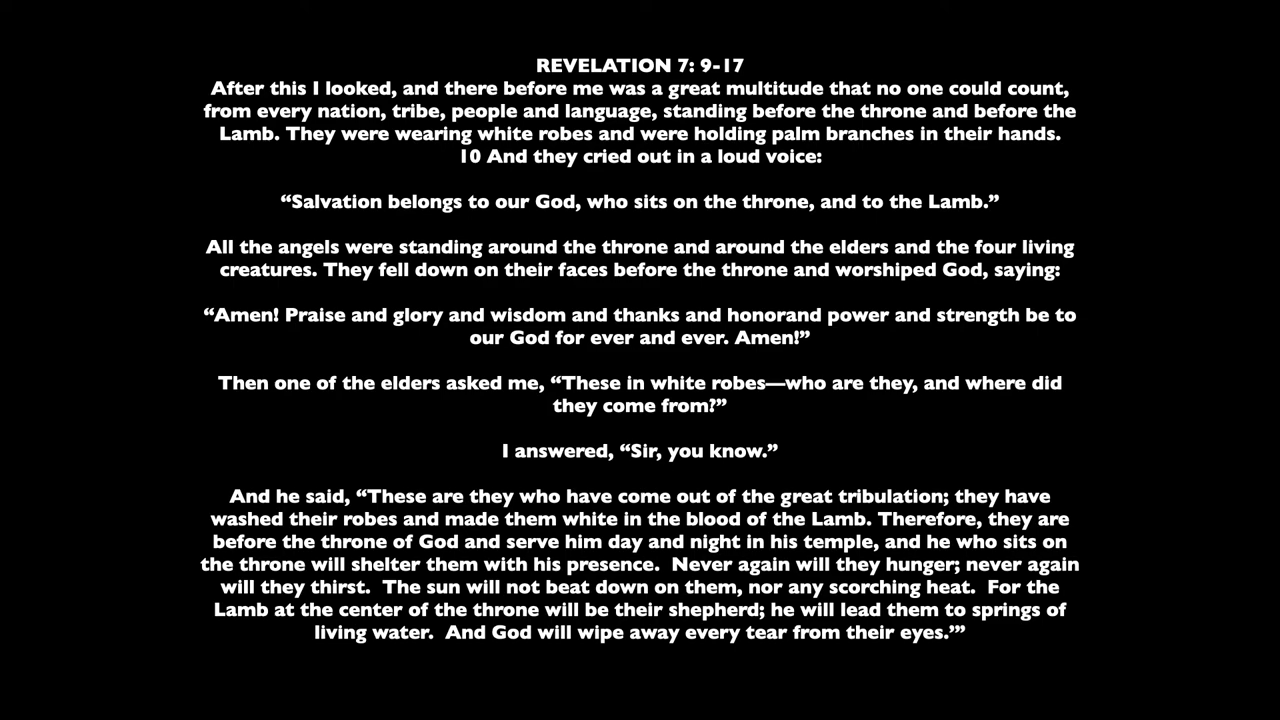 REVELATION 7: 9-17
After this I looked, and there before me was a great multitude that no one could count,
from every nation, tribe, people and language, standing before the throne and before the
Lamb. They were wearing white robes and were holding palm branches in their hands.
10 And they cried out in a loud voice:
“Salvation belongs to our God, who sits on the throne, and to the Lamb.”
All the angels were standing around the throne and around the elders and the four living
creatures. They fell down on their faces before the throne and worshiped God, saying:
“Amen! Praise and glory and wisdom and thanks and honorand power and strength be to
our God for ever and ever. Amen!”
Then one of the elders asked me, “These in white robes—who are they, and where did
they come from?”
I answered, “Sir, you know.”
And he said, “These are they who have come out of the great tribulation; they have
washed their robes and made them white in the blood of the Lamb. Therefore, they are
before the throne of God and serve him day and night in his temple, and he who sits on
the throne will shelter them with his presence.  Never again will they hunger; never again
will they thirst.  The sun will not beat down on them, nor any scorching heat.  For the
Lamb at the center of the throne will be their shepherd; he will lead them to springs of
living water.  And God will wipe away every tear from their eyes.’”